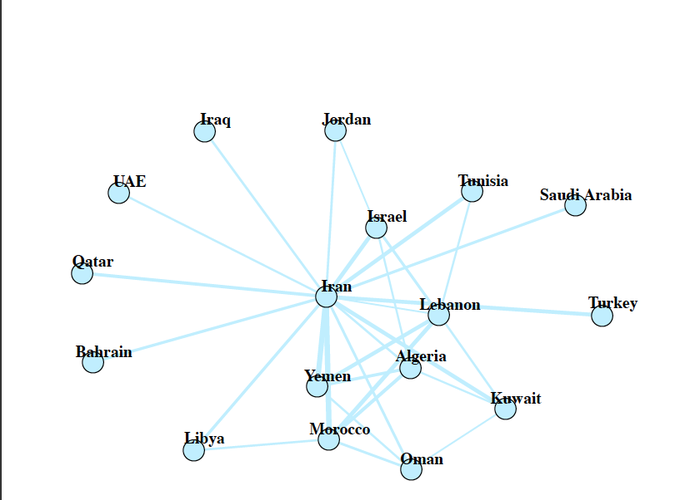 Iraq
Jordan
UAE
Tunisia
Saudi Arabia
Israel
Qatar
Iran
Lebanon
Turkey
Bahrain
Algeria
Yemen
Kuwait
Libya
Morocco
Oman